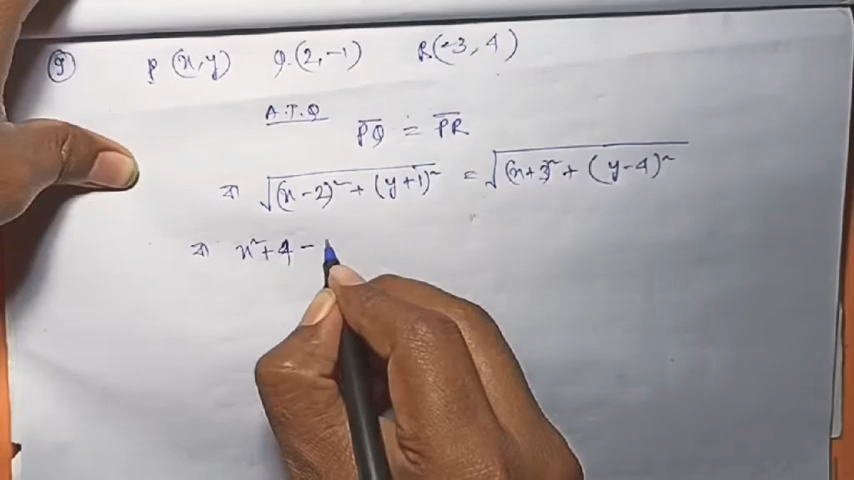 9 P (x, y) Q (2, -1) R (-3, 4)
A.T.Q
PQ = PR
বা √(x - 2)² + (y + 1)² = √(x + 3)² + (y - 4)²
বা x² + 4 -